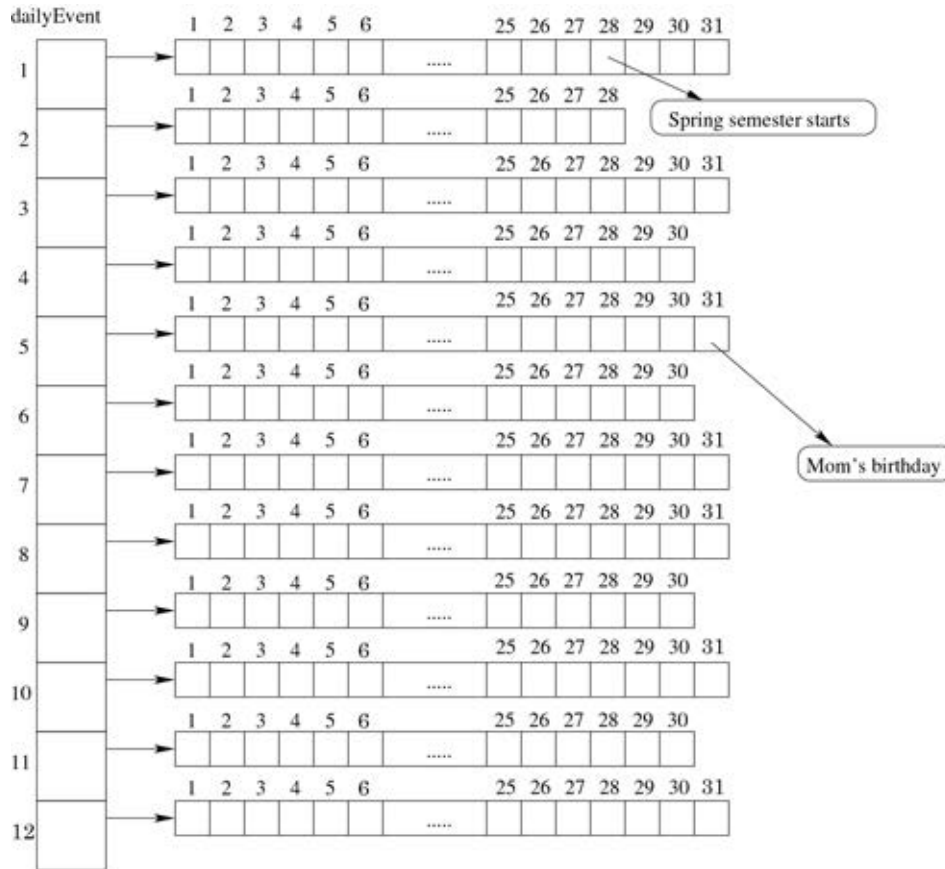 dailyEvent
1 2 3 4 5 6 25 26 27 28 29 30 31
1 .....
Spring semester starts
1 2 3 4 5 6 25 26 27 28
2 .....
1 2 3 4 5 6 25 26 27 28 29 30 31
3 .....
1 2 3 4 5 6 25 26 27 28 29 30
4 .....
1 2 3 4 5 6 25 26 27 28 29 30 31
5 .....
1 2 3 4 5 6 25 26 27 28 29 30
6 .....
1 2 3 4 5 6 25 26 27 28 29 30 31
Mom's birthday
7 .....
1 2 3 4 5 6 25 26 27 28 29 30 31
8 .....
1 2 3 4 5 6 25 26 27 28 29 30
9 .....
1 2 3 4 5 6 25 26 27 28 29 30 31
10 .....
1 2 3 4 5 6 25 26 27 28 29 30
11 .....
1 2 3 4 5 6 25 26 27 28 29 30 31
12 .....